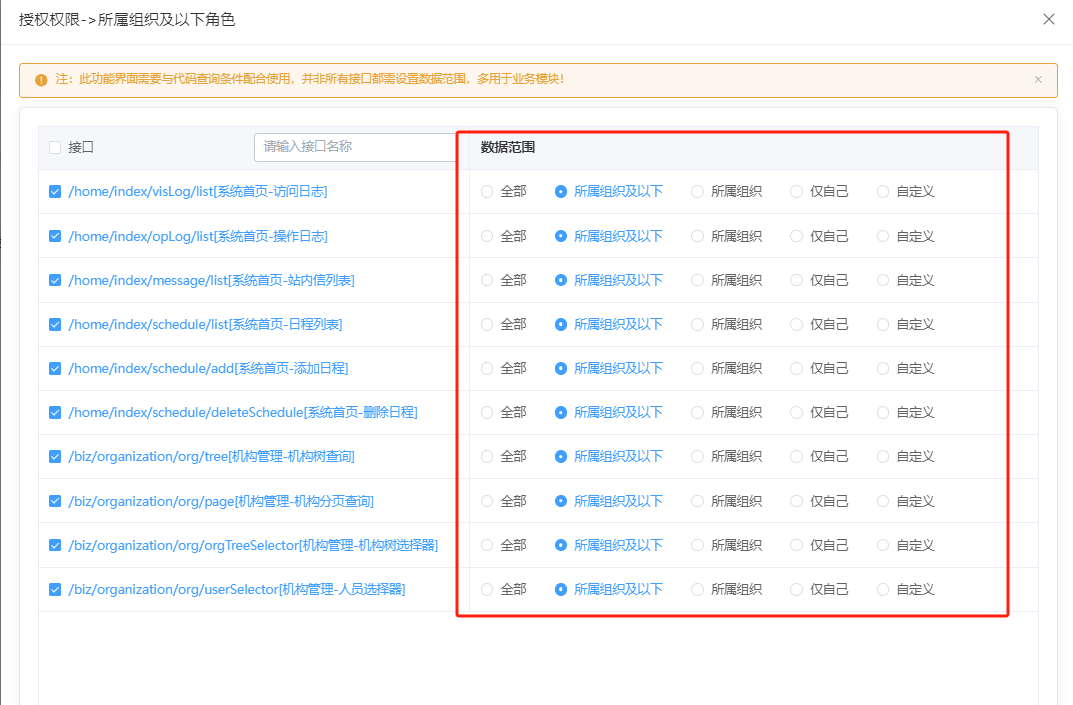 授权权限->所属组织及以下角色
注：此功能界面需要与代码查询条件配合使用，并非所有接口都需设置数据范围，多用于业务模块！
接口 请输入接口名称 数据范围
/home/index/visLog/list[系统首页-访问日志] 全部 所属组织及以下 所属组织 仅自己 自定义
/home/index/opLog/list[系统首页-操作日志] 全部 所属组织及以下 所属组织 仅自己 自定义
/home/index/message/list[系统首页-站内信列表] 全部 所属组织及以下 所属组织 仅自己 自定义
/home/index/schedule/list[系统首页-日程列表] 全部 所属组织及以下 所属组织 仅自己 自定义
/home/index/schedule/add[系统首页-添加日程] 全部 所属组织及以下 所属组织 仅自己 自定义
/home/index/schedule/deleteSchedule[系统首页-删除日程] 全部 所属组织及以下 所属组织 仅自己 自定义
/biz/organization/org/tree[机构管理-机构树查询] 全部 所属组织及以下 所属组织 仅自己 自定义
/biz/organization/org/page[机构管理-机构分页查询] 全部 所属组织及以下 所属组织 仅自己 自定义
/biz/organization/org/orgTreeSelector[机构管理-机构树选择器] 全部 所属组织及以下 所属组织 仅自己 自定义
/biz/organization/org/userSelector[机构管理-人员选择器] 全部 所属组织及以下 所属组织 仅自己 自定义